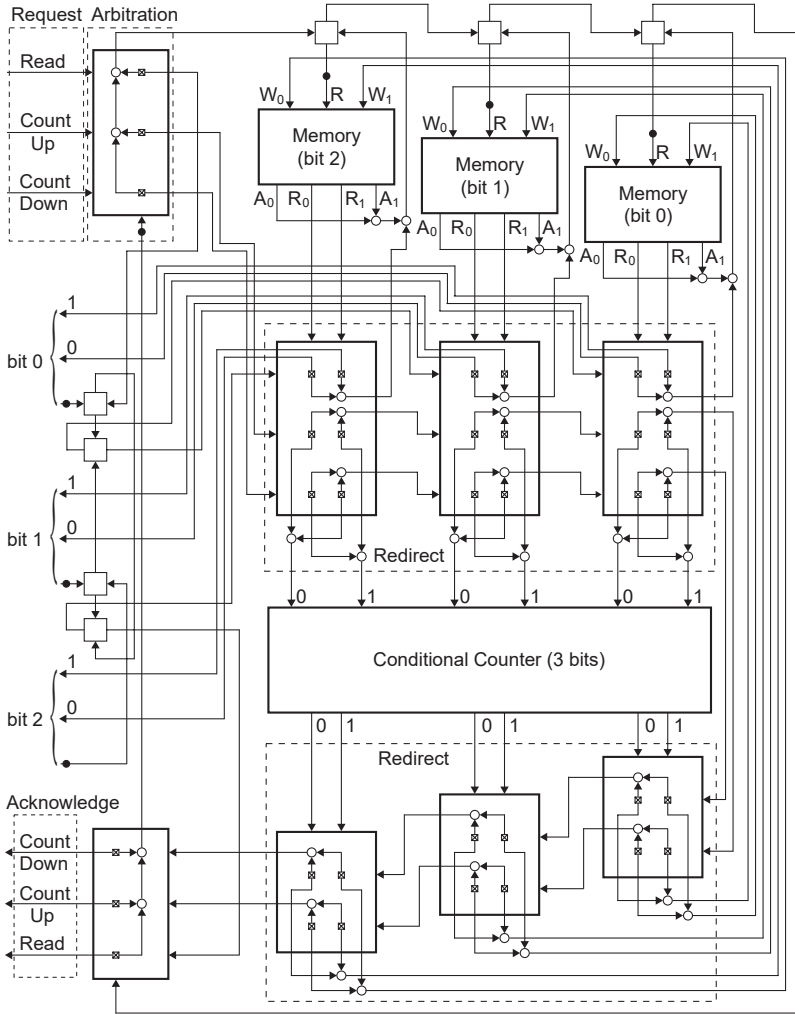 Request Arbitration
Read
Count
Up
Count
Down
W0 R W1
Memory
(bit 2)
A0 R0 R1 A1
W0 R W1
Memory
(bit 1)
A0 R0 R1 A1
W0 R W1
Memory
(bit 0)
A0 R0 R1 A1
1
bit 0 0
1
bit 1 0
1
bit 2 0
Redirect
0 1 0 1 0 1
Conditional Counter (3 bits)
0 1 0 1 0 1
Redirect
Acknowledge
Count
Down
Count
Up
Read